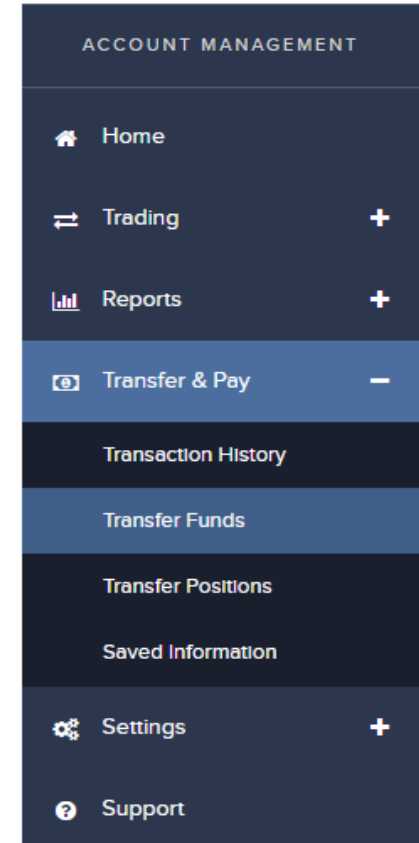 ACCOUNT MANAGEMENT
Home
Trading
Reports
Transfer & Pay
Transaction History
Transfer Funds
Transfer Positions
Saved Information
Settings
Support